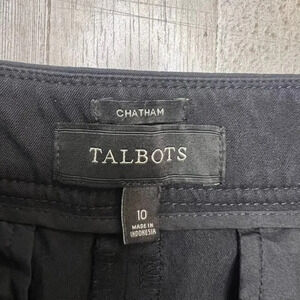 CHATHAM
TALBOTS
10
MADE IN
INDONESIA